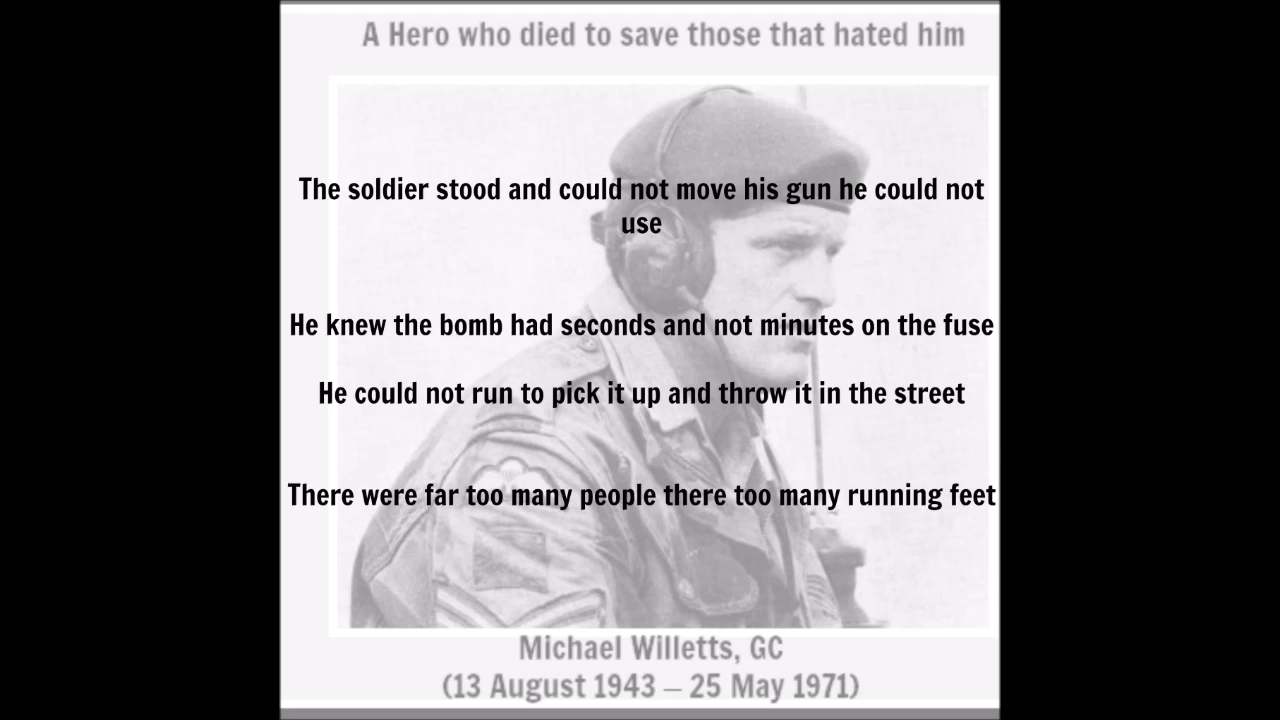 A Hero who died to save those that hated him
The soldier stood and could not move his gun he could not
use
He knew the bomb had seconds and not minutes on the fuse
He could not run to pick it up and throw it in the street
There were far too many people there too many running feet
Michael Willetts, GC
(13 August 1943 – 25 May 1971)